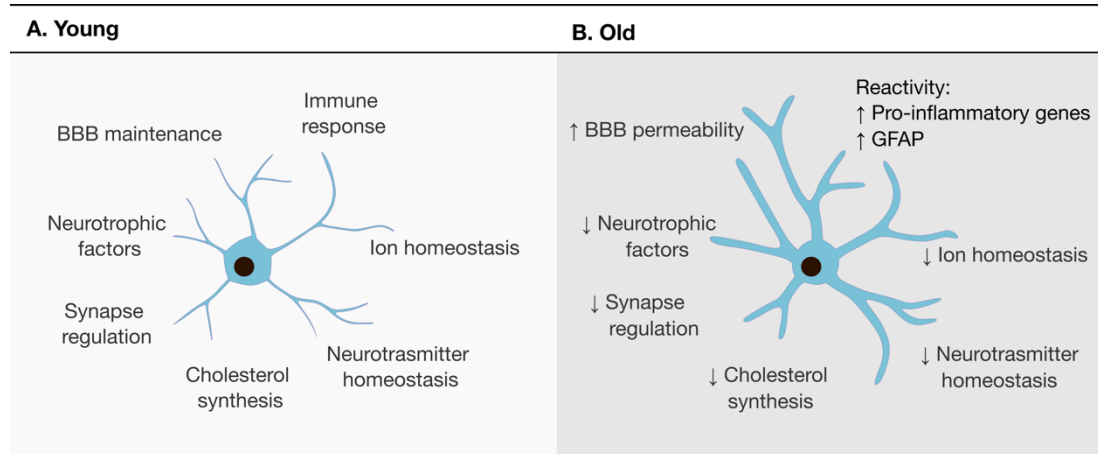 A. Young
BBB maintenance
Immune
response
Neurotrophic
factors
Ion homeostasis
Synapse
regulation
Cholesterol
synthesis
Neurotrasmitter
homeostasis
B. Old
↑ BBB permeability
Reactivity:
↑ Pro-inflammatory genes
↑ GFAP
↓ Neurotrophic
factors
↓ Ion homeostasis
↓ Synapse
regulation
↓ Cholesterol
synthesis
↓ Neurotrasmitter
homeostasis